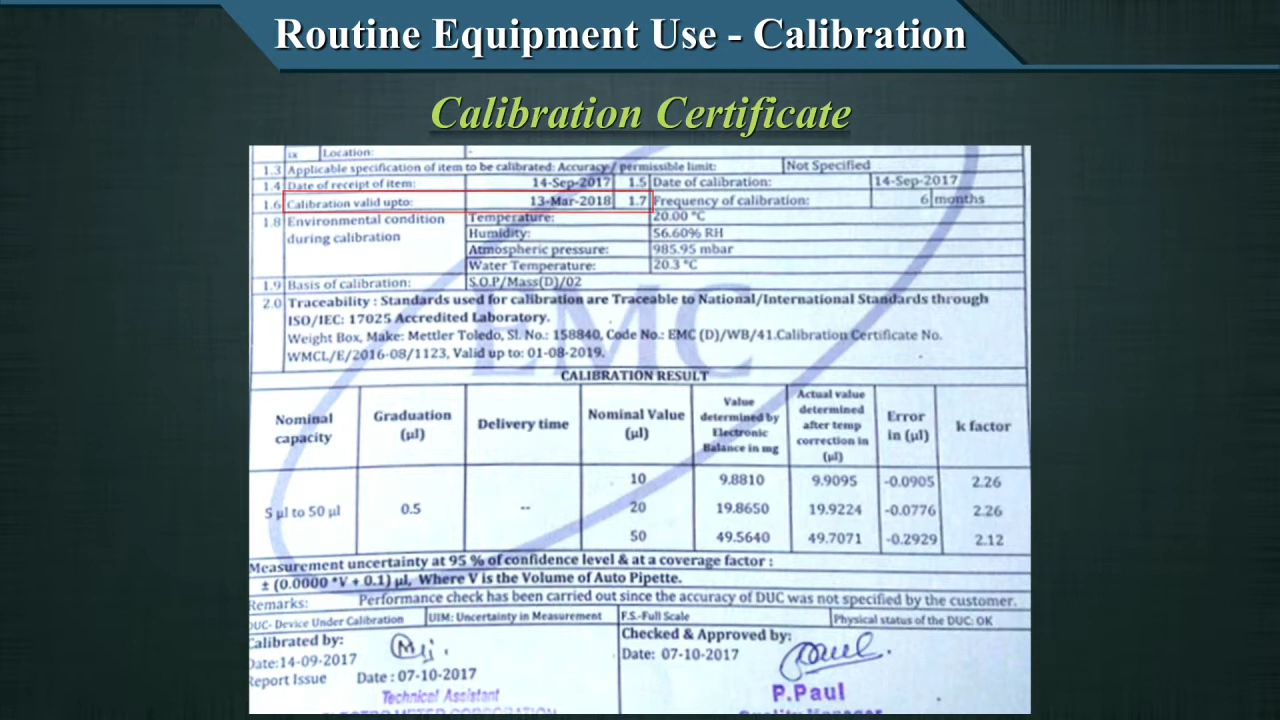 Routine Equipment Use - Calibration
Calibration Certificate
ix Location: -
1.3 Applicable specification of item to be calibrated: Accuracy / permissible limit: Not Specified
1.4 Date of receipt of item: 14-Sep-2017 1.5 Date of calibration: 14-Sep-2017
1.6 Calibration valid upto: 13-Mar-2018 1.7 Frequency of calibration: 6 months
1.8 Environmental condition during calibration Temperature: 20.00 °C
Humidity: 56.60% RH
Atmospheric pressure: 985.95 mbar
Water Temperature: 20.3 °C
1.9 Basis of calibration: S.O.P/Mass(D)/02
2.0 Traceability : Standards used for calibration are Traceable to National/International Standards through
ISO/IEC: 17025 Accredited Laboratory.
Weight Box, Make: Mettler Toledo, Sl. No.: 158840, Code No.: EMC (D)/WB/41.Calibration Certificate No.
WMCL/E/2016-08/1123, Valid up to: 01-08-2019.
EMC
CALIBRATION RESULT
Nominal capacity Graduation (µl) Delivery time Nominal Value (µl) Value determined by Electronic Balance in mg Actual value determined after temp correction in (µl) Error in (µl) k factor
10 9.8810 9.9095 -0.0905 2.26
5 µl to 50 µl 0.5 -- 20 19.8650 19.9224 -0.0776 2.26
50 49.5640 49.7071 -0.2929 2.12
Measurement uncertainty at 95 % of confidence level & at a coverage factor :
± (0.0000 *V + 0.1) µl, Where V is the Volume of Auto Pipette.
Remarks: Performance check has been carried out since the accuracy of DUC was not specified by the customer.
DUC- Device Under Calibration UIM: Uncertainty in Measurement F.S.-Full Scale Physical status of the DUC: OK
Calibrated by: Checked & Approved by:
Date:14-09-2017 Date: 07-10-2017
Report Issue Date : 07-10-2017
Technical Assistant P.Paul
Quality Manager